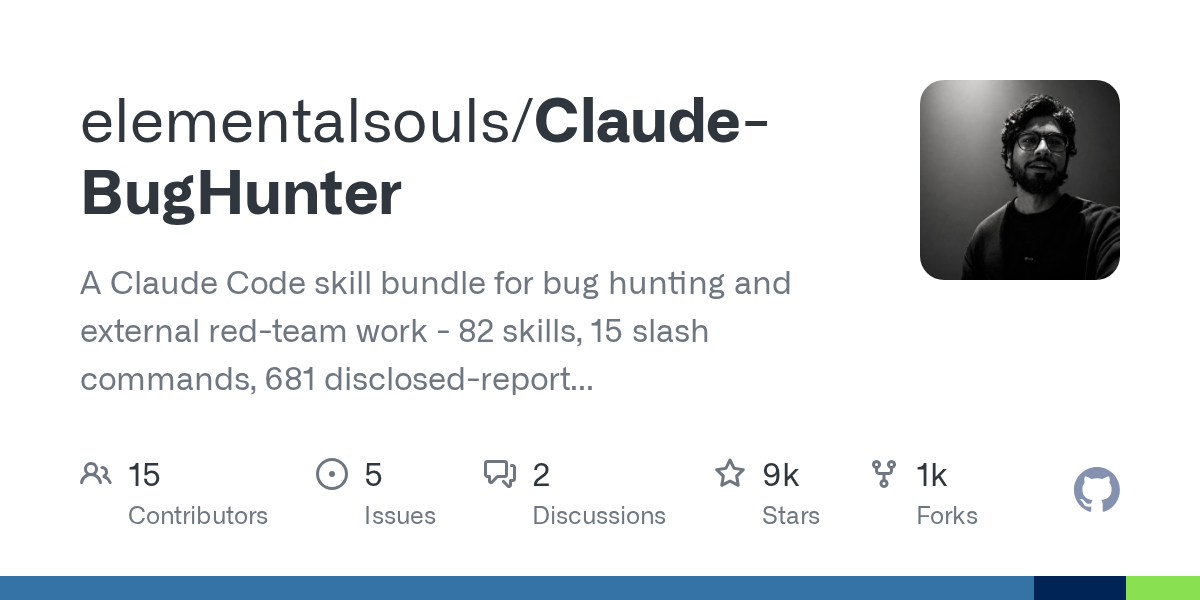 elementalsouls/Claude-
BugHunter
A Claude Code skill bundle for bug hunting and
external red-team work - 82 skills, 15 slash
commands, 681 disclosed-report...
15 5 2 9k 1k
Contributors Issues Discussions Stars Forks